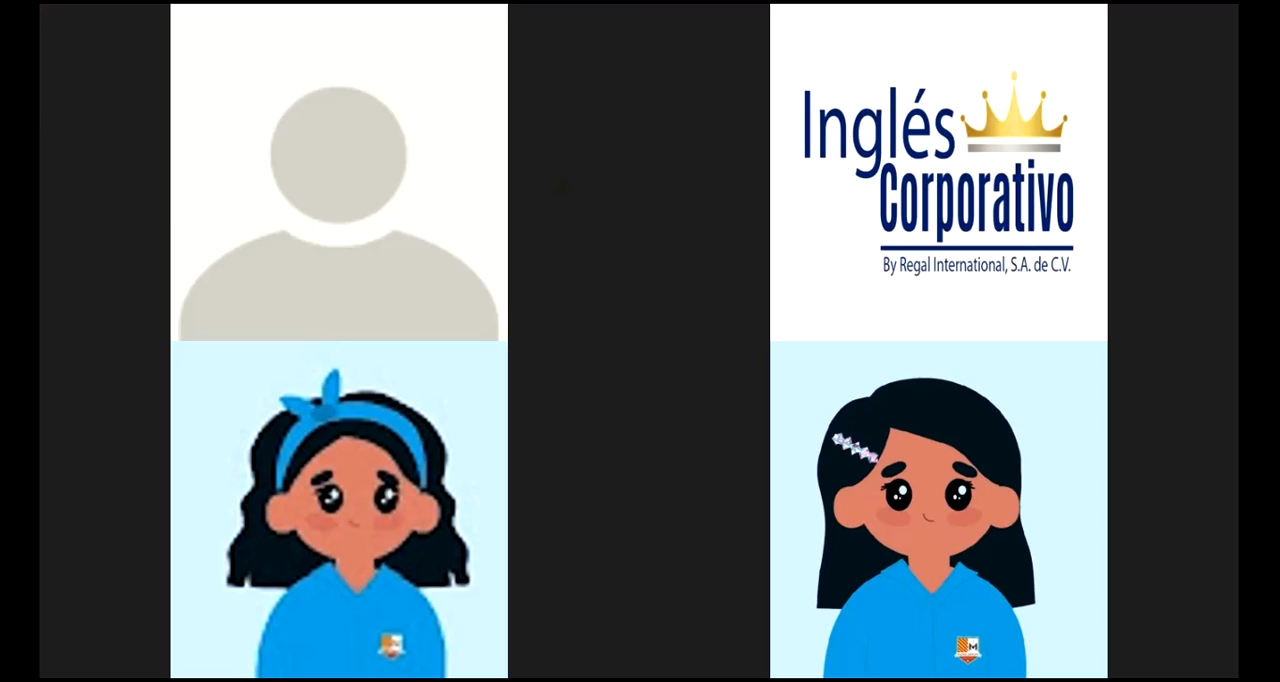 Inglés
Corporativo
By Regal International, S.A. de C.V.
M